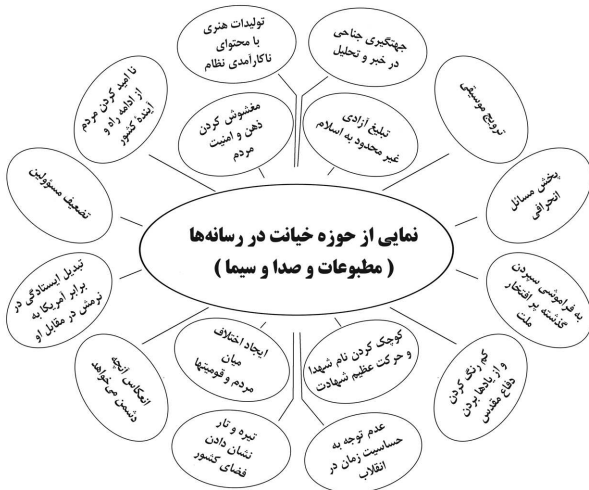 نمایی از حوزه خیانت در رسانه‌ها
( مطبوعات و صدا و سیما )
جهتگیری جناحی
در خبر و تحلیل
تبلیغ آزادی
غیر محدود به اسلام
ترویج موسیقی
پخش مسائل
انحرافی
به فراموشی سپردن
گذشته پر افتخار
ملت
کم رنگ کردن
و از یادها بردن
دفاع مقدس
کوچک کردن نام شهدا
و حرکت عظیم شهادت
عدم توجه به
حساسیت زمان در
انقلاب
ایجاد اختلاف
میان
مردم و قومیتها
تیره و تار
نشان دادن
فضای کشور
انعکاس آنچه
دشمن می‌خواهد
تبدیل ایستادگی در
برابر آمریکا به
نرمش در مقابل او
تضعیف مسؤولین
نا امید کردن مردم
از ادامه راه و
آیندۀ کشور
مغشوش کردن
ذهن و امنیت
مردم
تولیدات هنری
با محتوای
ناکارآمدی نظام